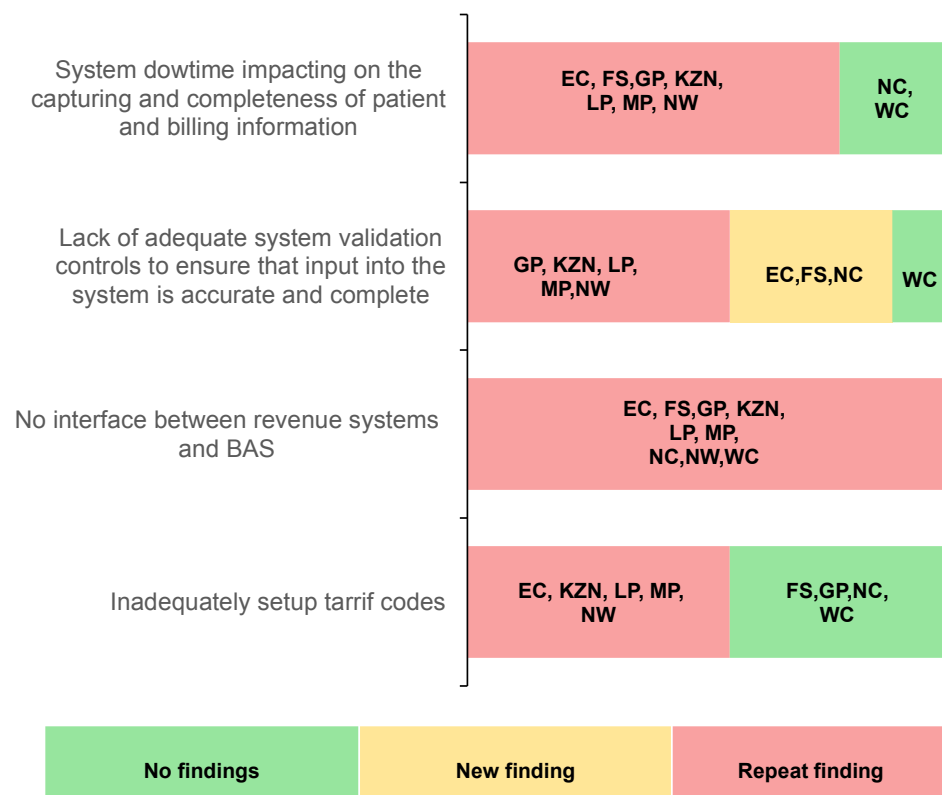 System dowtime impacting on the
capturing and completeness of patient
and billing information
EC, FS,GP, KZN,
LP, MP, NW
NC,
WC
Lack of adequate system validation
controls to ensure that input into the
system is accurate and complete
GP, KZN, LP,
MP,NW
EC,FS,NC
WC
No interface between revenue systems
and BAS
EC, FS,GP, KZN,
LP, MP,
NC,NW,WC
Inadequately setup tarrif codes
EC, KZN, LP, MP,
NW
FS,GP,NC,
WC
No findings
New finding
Repeat finding